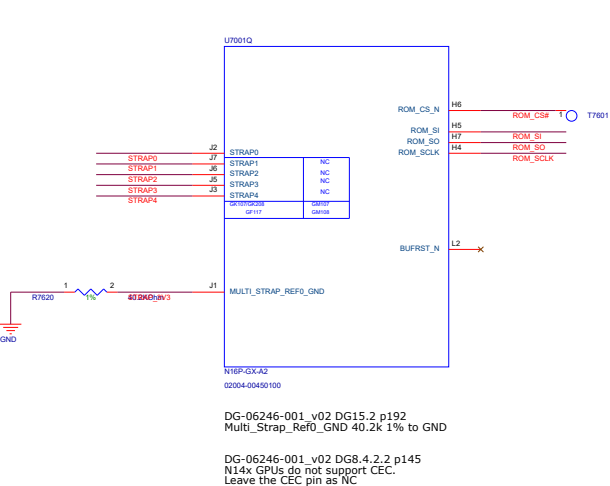 U7001Q
ROM_CS_N
H6
ROM_CS#
1
T7601
ROM_SI
H5
ROM_SI
ROM_SO
H7
ROM_SO
ROM_SCLK
H4
ROM_SCLK
J2
STRAP0
STRAP0
J7
STRAP1
NC
STRAP1
J6
STRAP2
NC
STRAP2
J5
STRAP3
NC
STRAP3
J3
STRAP4
NC
STRAP4
GK107/GK208
GM107
GF117
GM108
BUFRST_N
L2
1
2
J1
MULTI_STRAP_REF0_GND
R7620
1%
40.2KOhm
GND
N16P-GX-A2
02004-00450100
DG-06246-001_v02 DG15.2 p192
Multi_Strap_Ref0_GND 40.2k 1% to GND
DG-06246-001_v02 DG8.4.2.2 p145
N14x GPUs do not support CEC.
Leave the CEC pin as NC